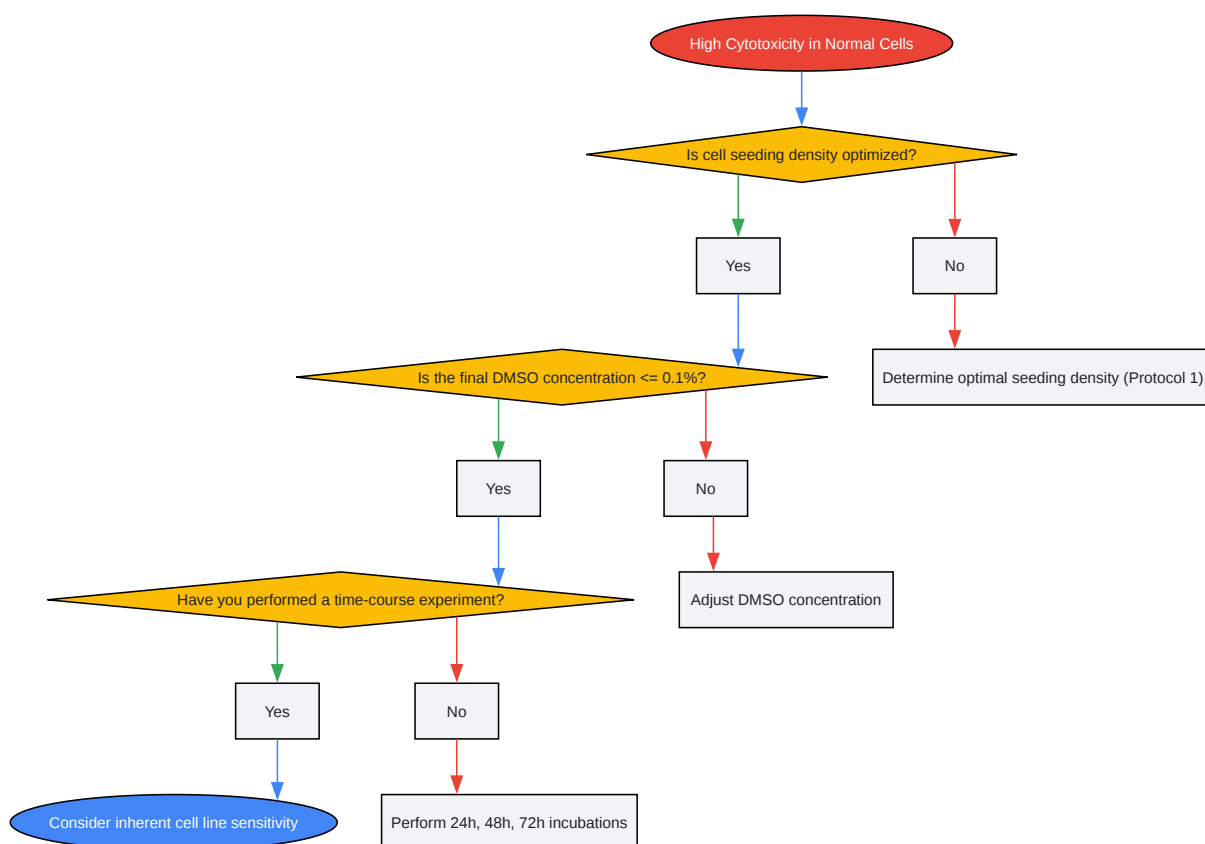 High Cytotoxicity in Normal Cells
Is cell seeding density optimized?
Yes
No
Is the final DMSO concentration <= 0.1%?
Determine optimal seeding density (Protocol 1)
Yes
No
Have you performed a time-course experiment?
Adjust DMSO concentration
Yes
No
Consider inherent cell line sensitivity
Perform 24h, 48h, 72h incubations